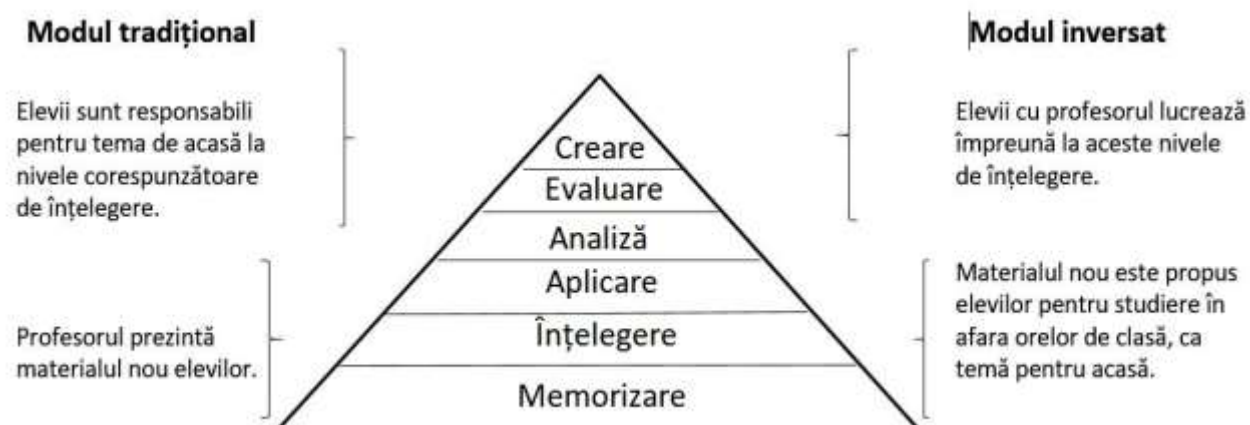 Modul tradițional
Elevii sunt responsabili
pentru tema de acasă la
nivele corespunzătoare
de înțelegere.
Profesorul prezintă
materialul nou elevilor.
Creare
Evaluare
Analiză
Aplicare
Înțelegere
Memorizare
Modul inversat
Elevii cu profesorul lucrează
împreună la aceste nivele
de înțelegere.
Materialul nou este propus
elevilor pentru studiere în
afara orelor de clasă, ca
temă pentru acasă.